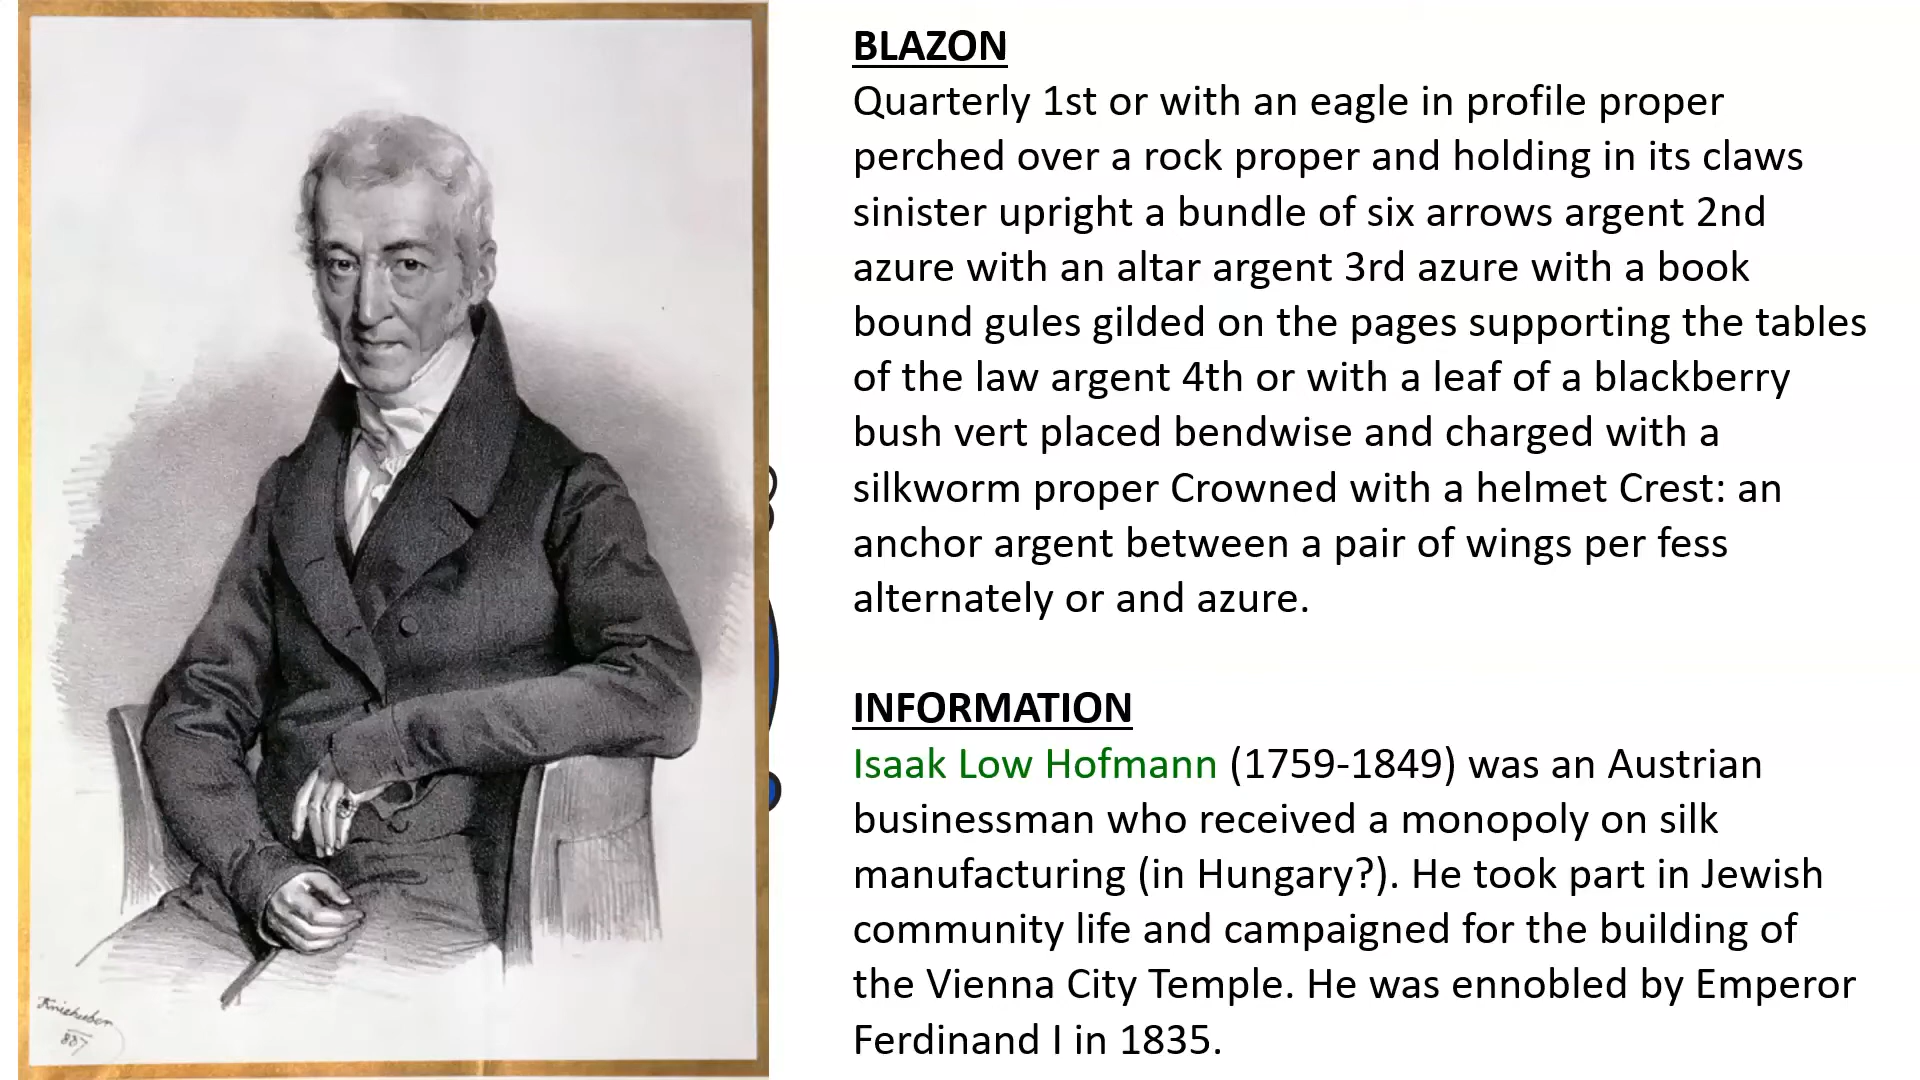 BLAZON
Quarterly 1st or with an eagle in profile proper
perched over a rock proper and holding in its claws
sinister upright a bundle of six arrows argent 2nd
azure with an altar argent 3rd azure with a book
bound gules gilded on the pages supporting the tables
of the law argent 4th or with a leaf of a blackberry
bush vert placed bendwise and charged with a
silkworm proper Crowned with a helmet Crest: an
anchor argent between a pair of wings per fess
alternately or and azure.
INFORMATION
Isaak Low Hofmann (1759-1849) was an Austrian
businessman who received a monopoly on silk
manufacturing (in Hungary?). He took part in Jewish
community life and campaigned for the building of
the Vienna City Temple. He was ennobled by Emperor
Ferdinand I in 1835.
Kriehuber